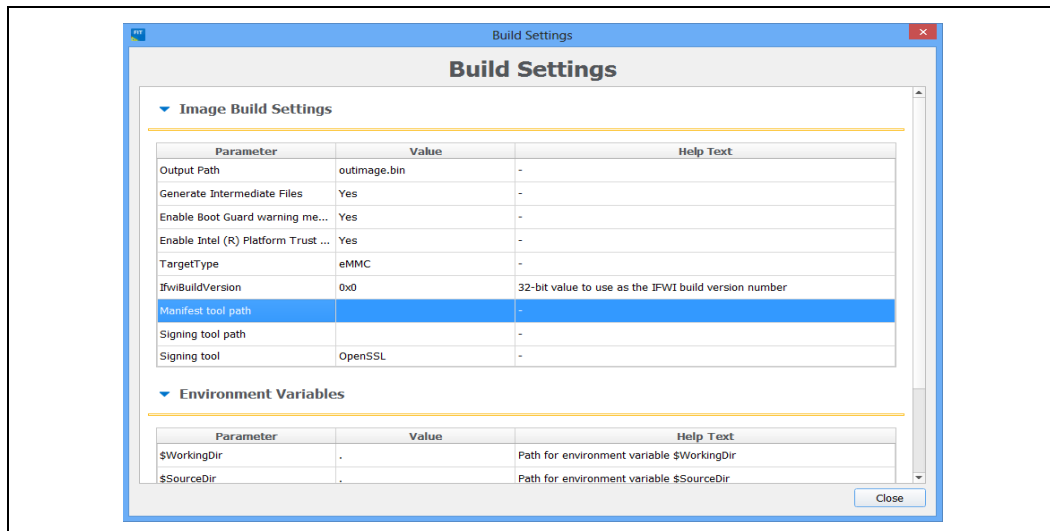 FIT
Build Settings
Build Settings
Image Build Settings
Parameter Value Help Text
Output Path outimage.bin -
Generate Intermediate Files Yes -
Enable Boot Guard warning me... Yes -
Enable Intel (R) Platform Trust ... Yes -
TargetType eMMC -
IfwiBuildVersion 0x0 32-bit value to use as the IFWI build version number
Manifest tool path -
Signing tool path -
Signing tool OpenSSL -
Environment Variables
Parameter Value Help Text
$WorkingDir . Path for environment variable $WorkingDir
$SourceDir . Path for environment variable $SourceDir
Close